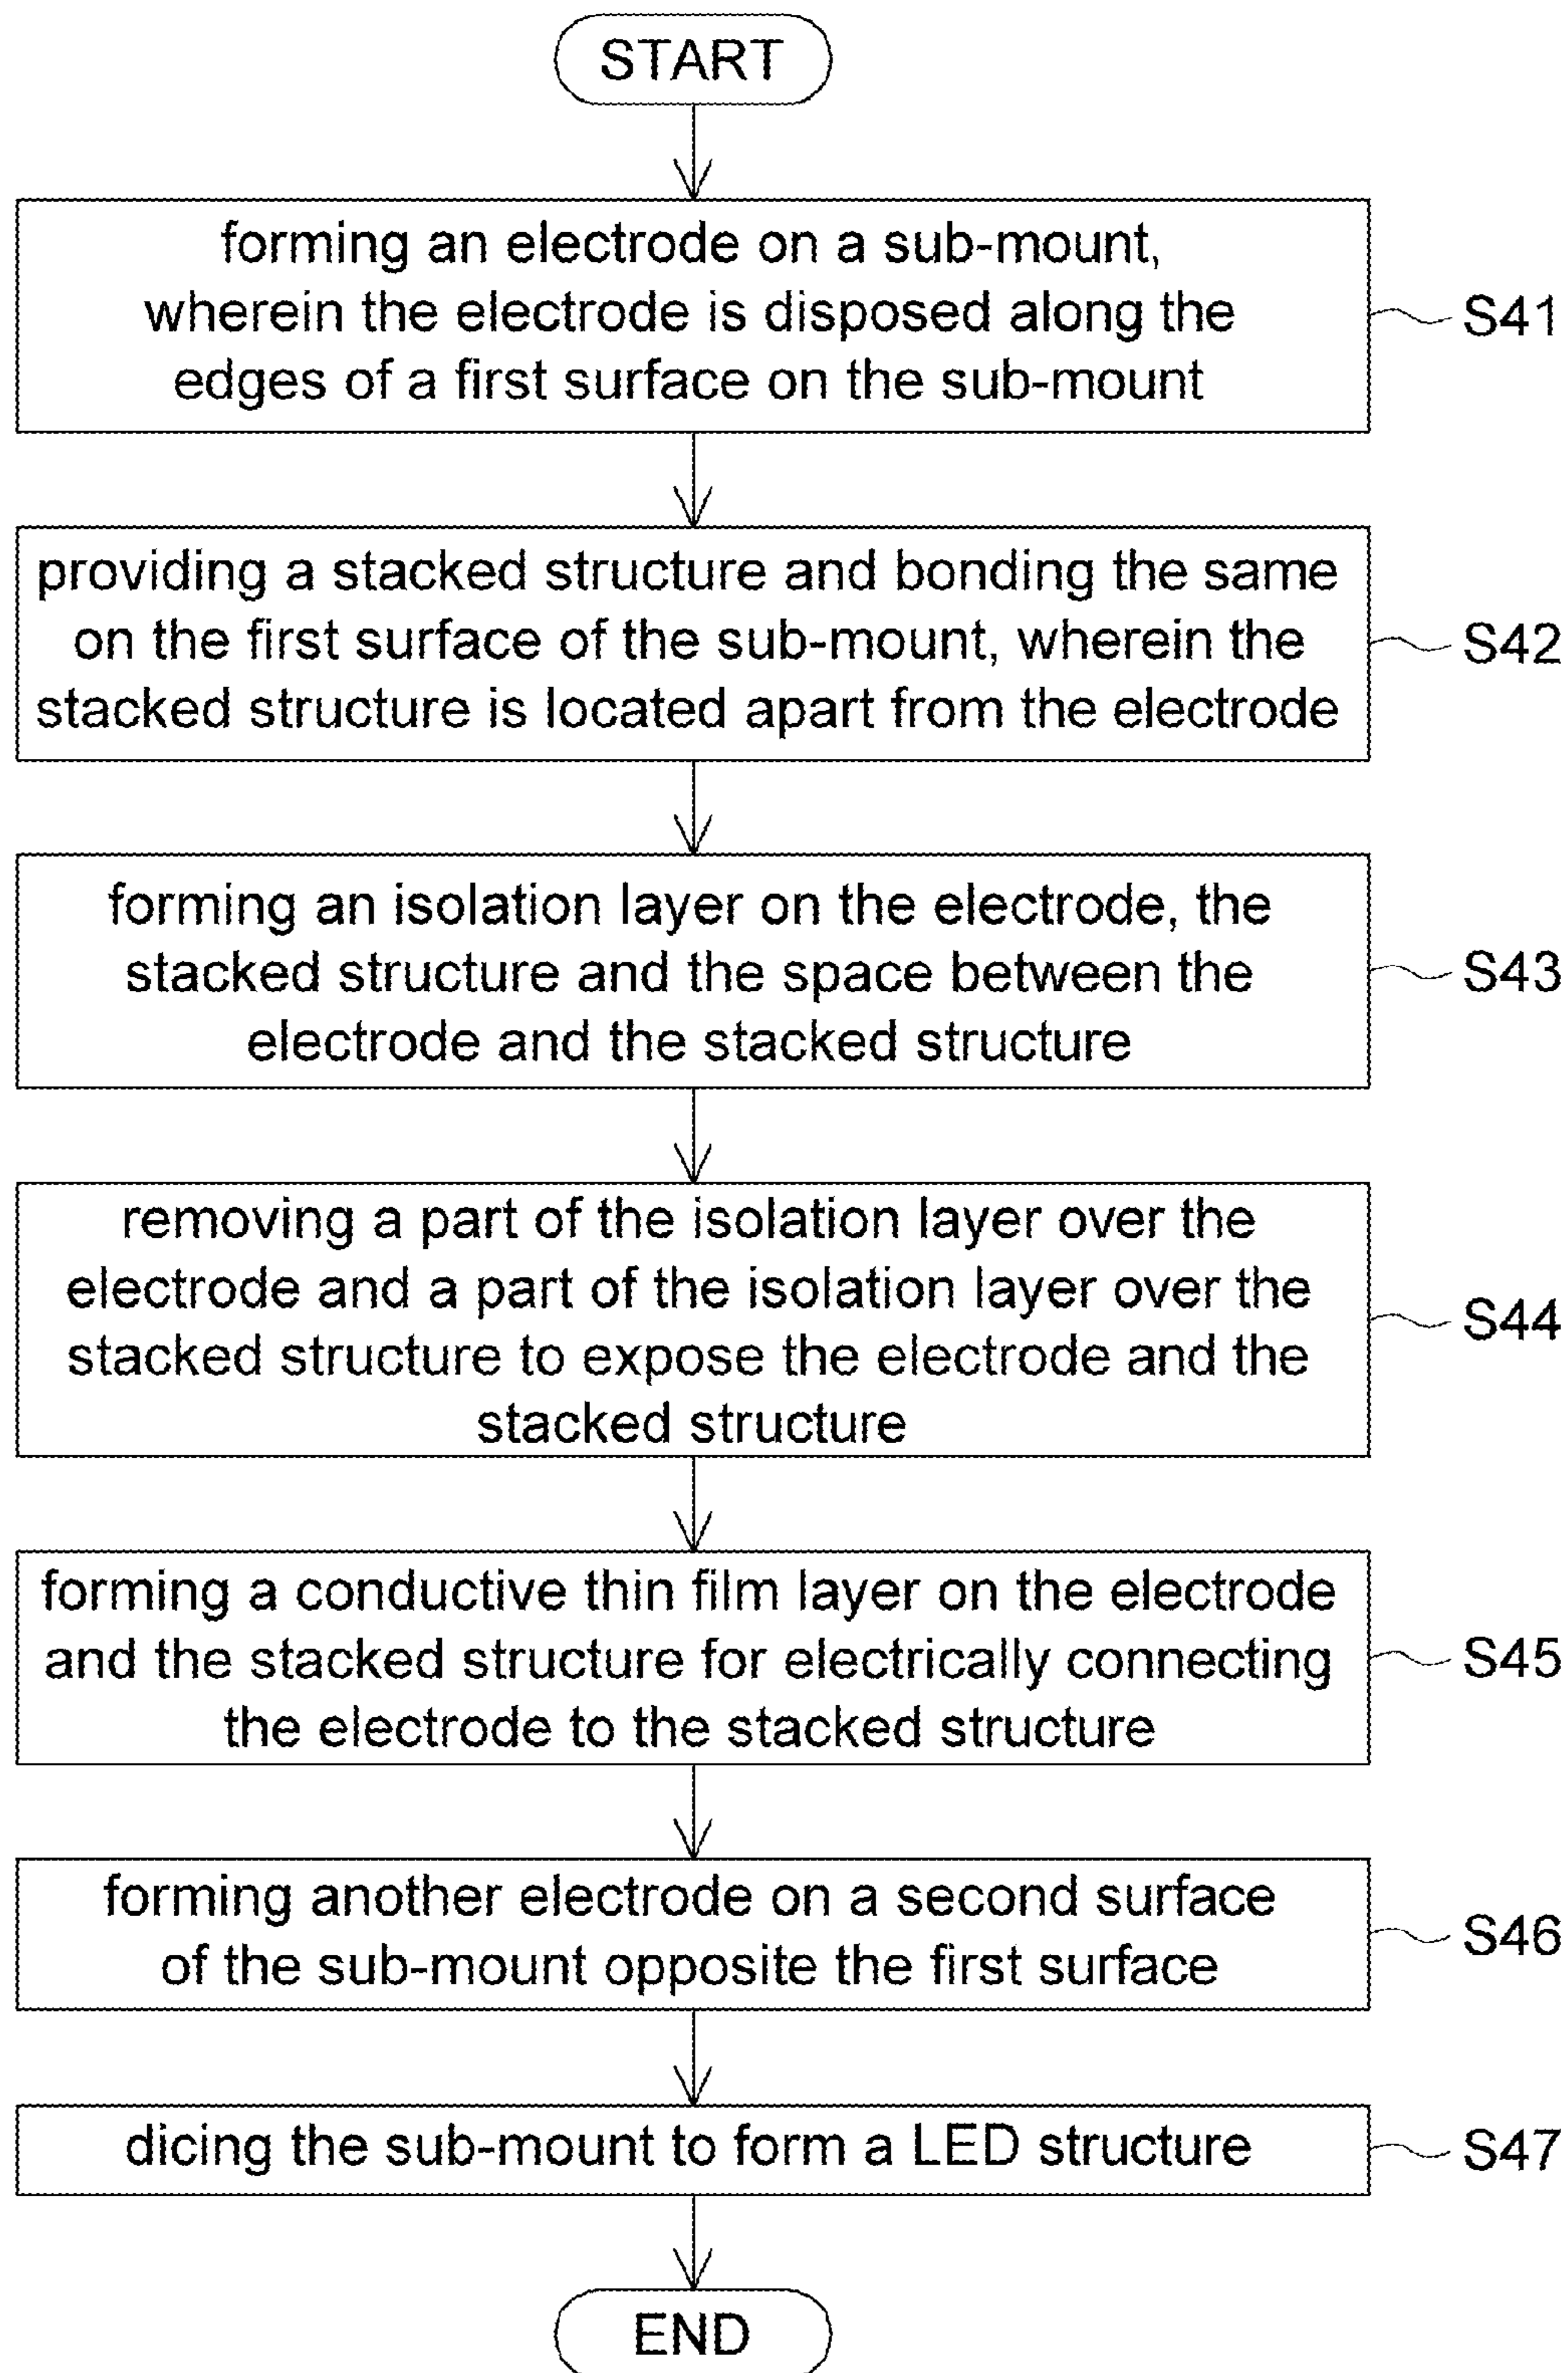 START
forming an electrode on a sub-mount,
wherein the electrode is disposed along the
edges of a first surface on the sub-mount
S41
providing a stacked structure and bonding the same
on the first surface of the sub-mount, wherein the
stacked structure is located apart from the electrode
S42
forming an isolation layer on the electrode, the
stacked structure and the space between the
electrode and the stacked structure
S43
removing a part of the isolation layer over the
electrode and a part of the isolation layer over the
stacked structure to expose the electrode and the
stacked structure
S44
forming a conductive thin film layer on the electrode
and the stacked structure for electrically connecting
the electrode to the stacked structure
S45
forming another electrode on a second surface
of the sub-mount opposite the first surface
S46
dicing the sub-mount to form a LED structure
S47
END